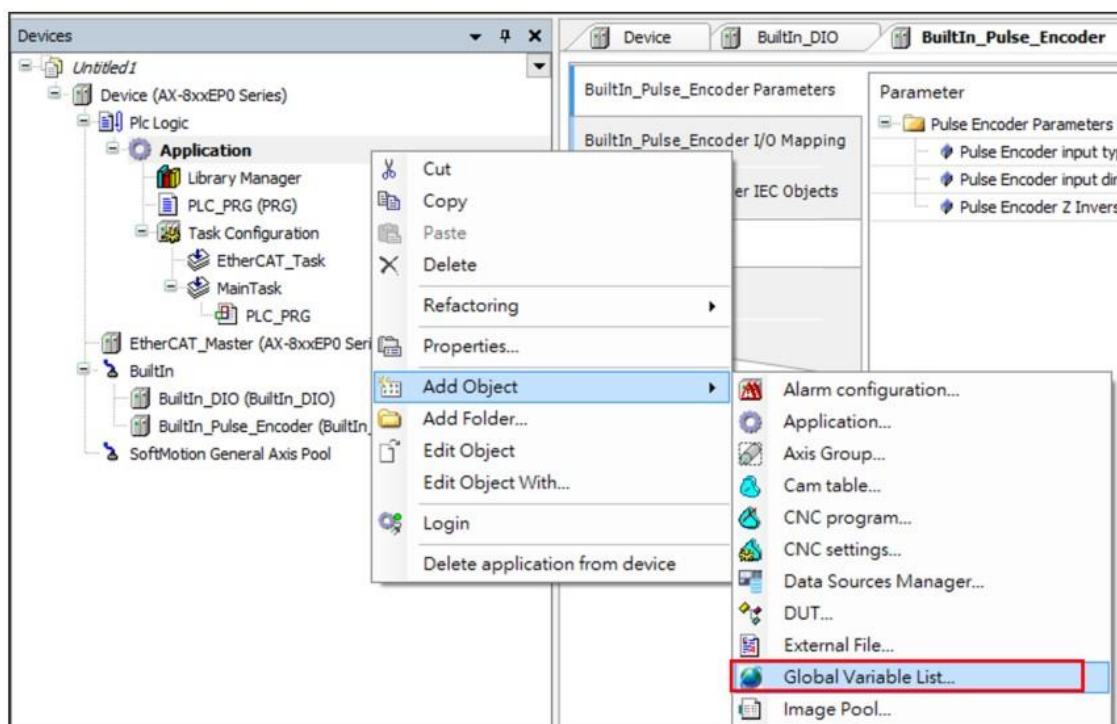 Devices
Untitled1
Device (AX-8xxEP0 Series)
Plc Logic
Application
Library Manager
PLC_PRG (PRG)
Task Configuration
EtherCAT_Task
MainTask
PLC_PRG
EtherCAT_Master (AX-8xxEP0 Seri
BuiltIn
BuiltIn_DIO (BuiltIn_DIO)
BuiltIn_Pulse_Encoder (BuiltIn_
SoftMotion General Axis Pool
Device
BuiltIn_DIO
BuiltIn_Pulse_Encoder
BuiltIn_Pulse_Encoder Parameters
BuiltIn_Pulse_Encoder I/O Mapping
er IEC Objects
Parameter
Pulse Encoder Parameters
Pulse Encoder input typ
Pulse Encoder input dir
Pulse Encoder Z Invers
Cut
Copy
Paste
Delete
Refactoring
Properties...
Add Object
Add Folder...
Edit Object
Edit Object With...
Login
Delete application from device
Alarm configuration...
Application...
Axis Group...
Cam table...
CNC program...
CNC settings...
Data Sources Manager...
DUT...
External File...
Global Variable List...
Image Pool...